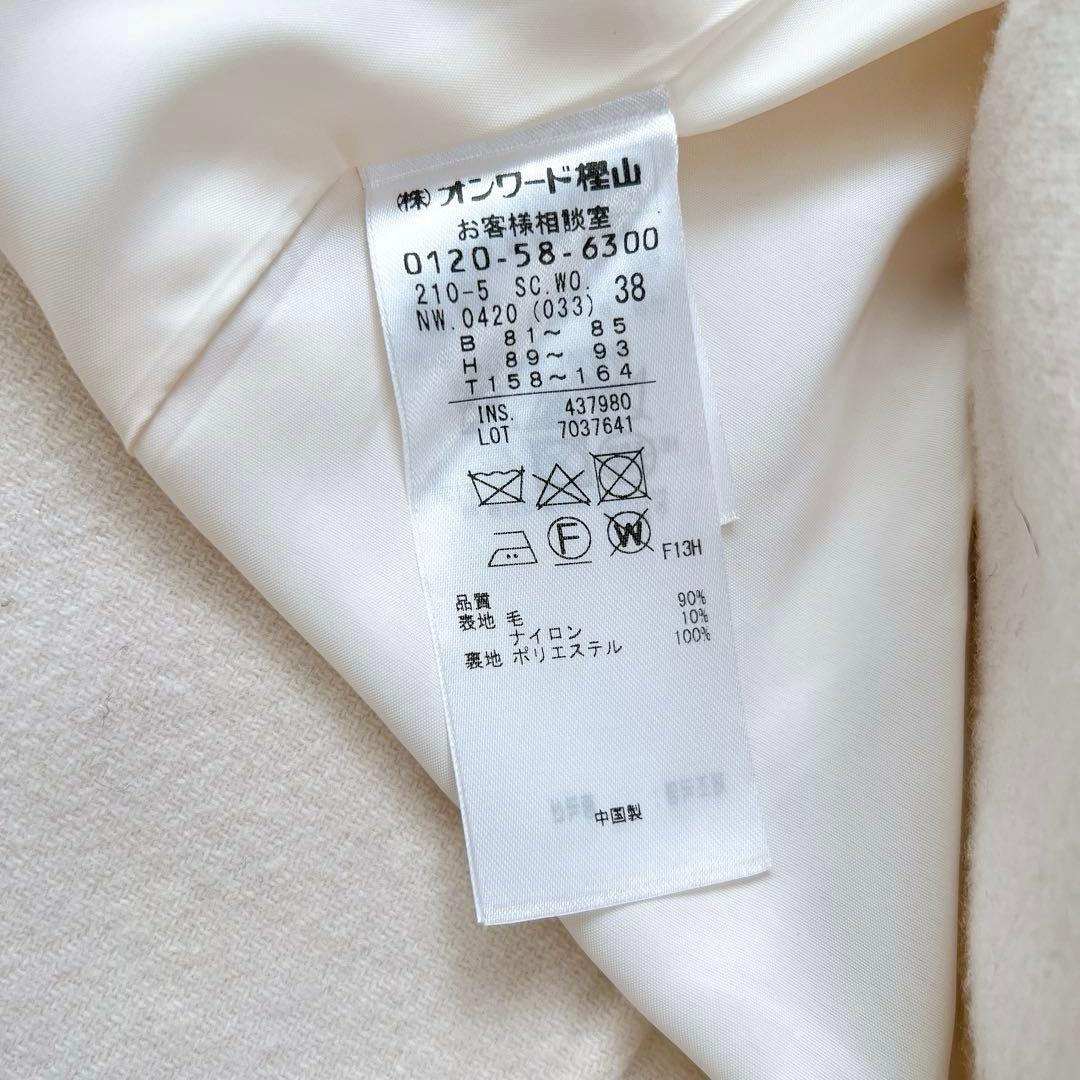 (株)オンワード樫山
お客様相談室
0120-58-6300
210-5 SC.WO. 38
NW.0420 (033)
B 81～ 85
H 89～ 93
T158～164
INS. 437980
LOT 7037641
F
W
F13H
品質
表地 毛 90%
ナイロン 10%
裏地 ポリエステル 100%
中国製